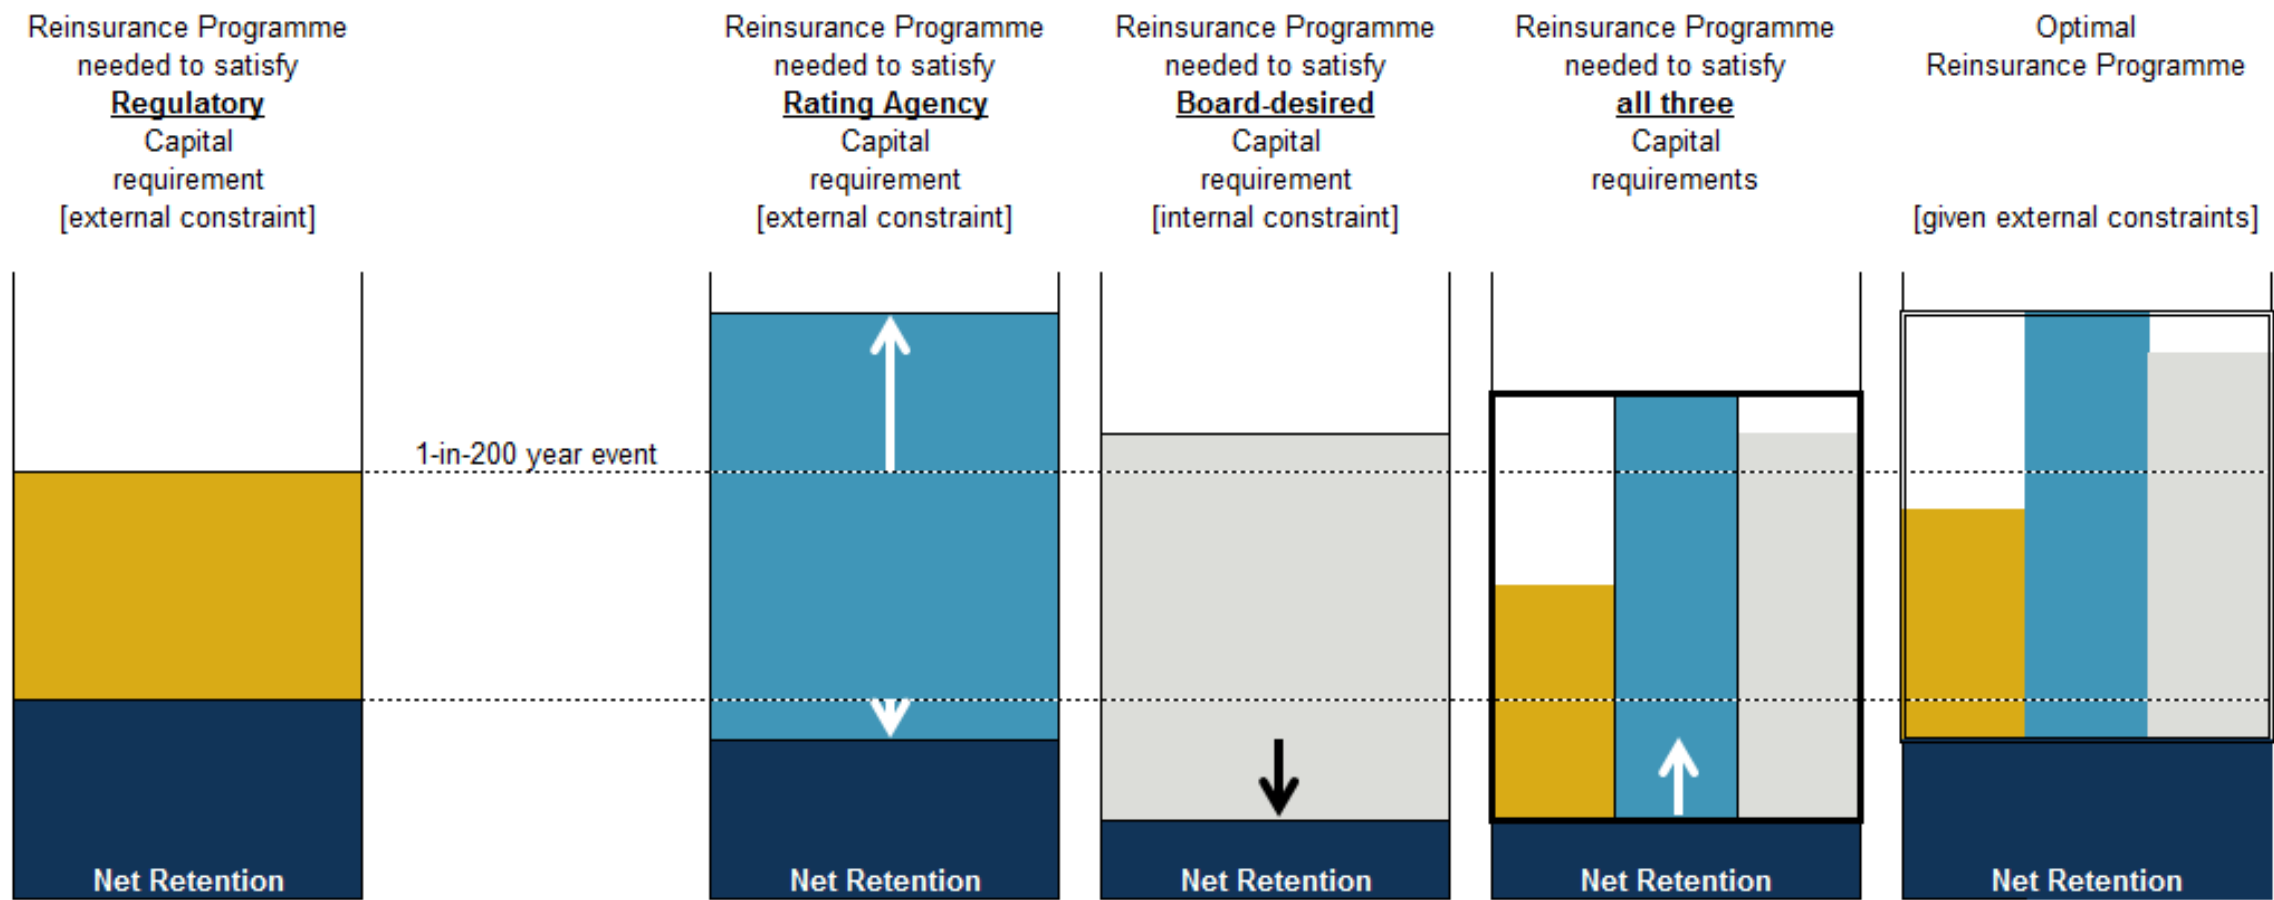 Reinsurance Programme
needed to satisfy
Regulatory
Capital
requirement
[external constraint]
Reinsurance Programme
needed to satisfy
Rating Agency
Capital
requirement
[external constraint]
Reinsurance Programme
needed to satisfy
Board-desired
Capital
requirement
[internal constraint]
Reinsurance Programme
needed to satisfy
all three
Capital
requirements
Optimal
Reinsurance Programme
[given external constraints]
1-in-200 year event
Net Retention
Net Retention
Net Retention
Net Retention
Net Retention